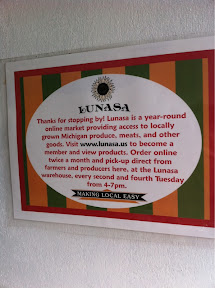 LUNASA
Thanks for stopping by! Lunasa is a year-round
online market providing access to locally
grown Michigan produce, meats, and other
goods. Visit www.lunasa.us to become a
member and view products. Order online
twice a month and pick-up direct from
farmers and producers here, at the Lunasa
warehouse, every second and fourth Tuesday
from 4-7pm.
MAKING LOCAL EASY